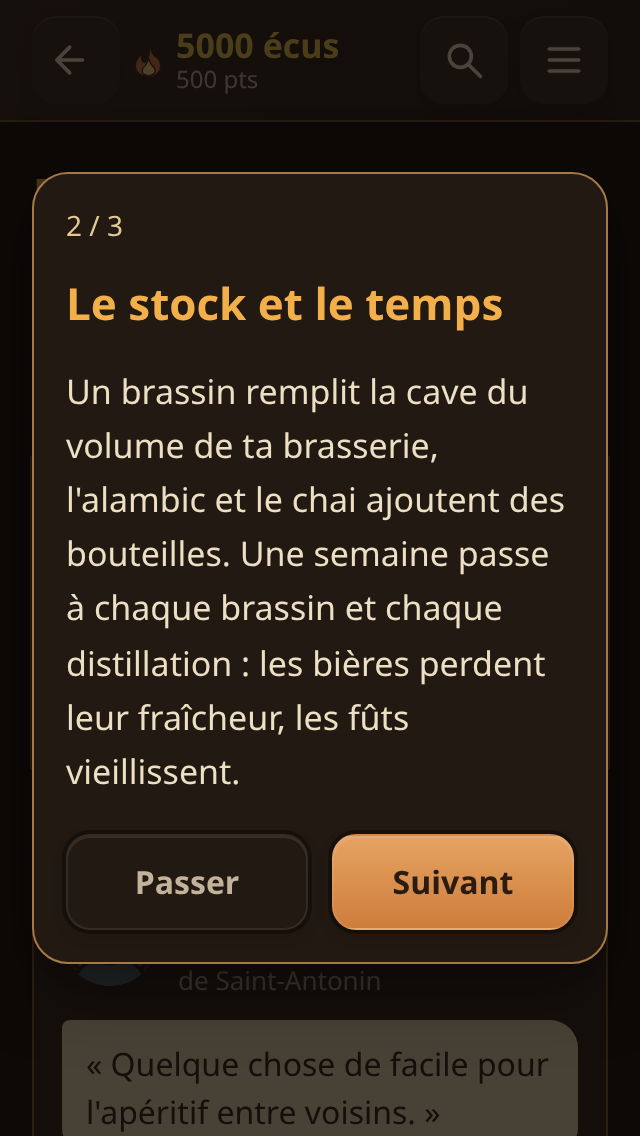 5000 écus
500 pts
2 / 3
Le stock et le temps
Un brassin remplit la cave du
volume de ta brasserie,
l'alambic et le chai ajoutent des
bouteilles. Une semaine passe
à chaque brassin et chaque
distillation : les bières perdent
leur fraîcheur, les fûts
vieillissent.
Passer
Suivant
de Saint-Antonin
« Quelque chose de facile pour
l'apéritif entre voisins. »